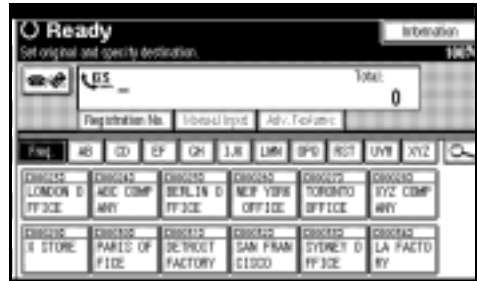 Ready
Information
Set original and specify destination.
100%
G3 _
Total:
0
Registration No.
Manual Input
Adv. Features
Freq. AB CD EF GH IJK LMN OPQ RST UVW XYZ
LONDON O ABC COMP BERLIN O NEW YORK TORONTO XYZ COMP
FFICE ANY FFICE OFFICE OFFICE ANY
X STORE PARIS OF DETROIT SAN FRAN SYDNEY O LA FACTO
FICE FACTORY CISCO FFICE RY